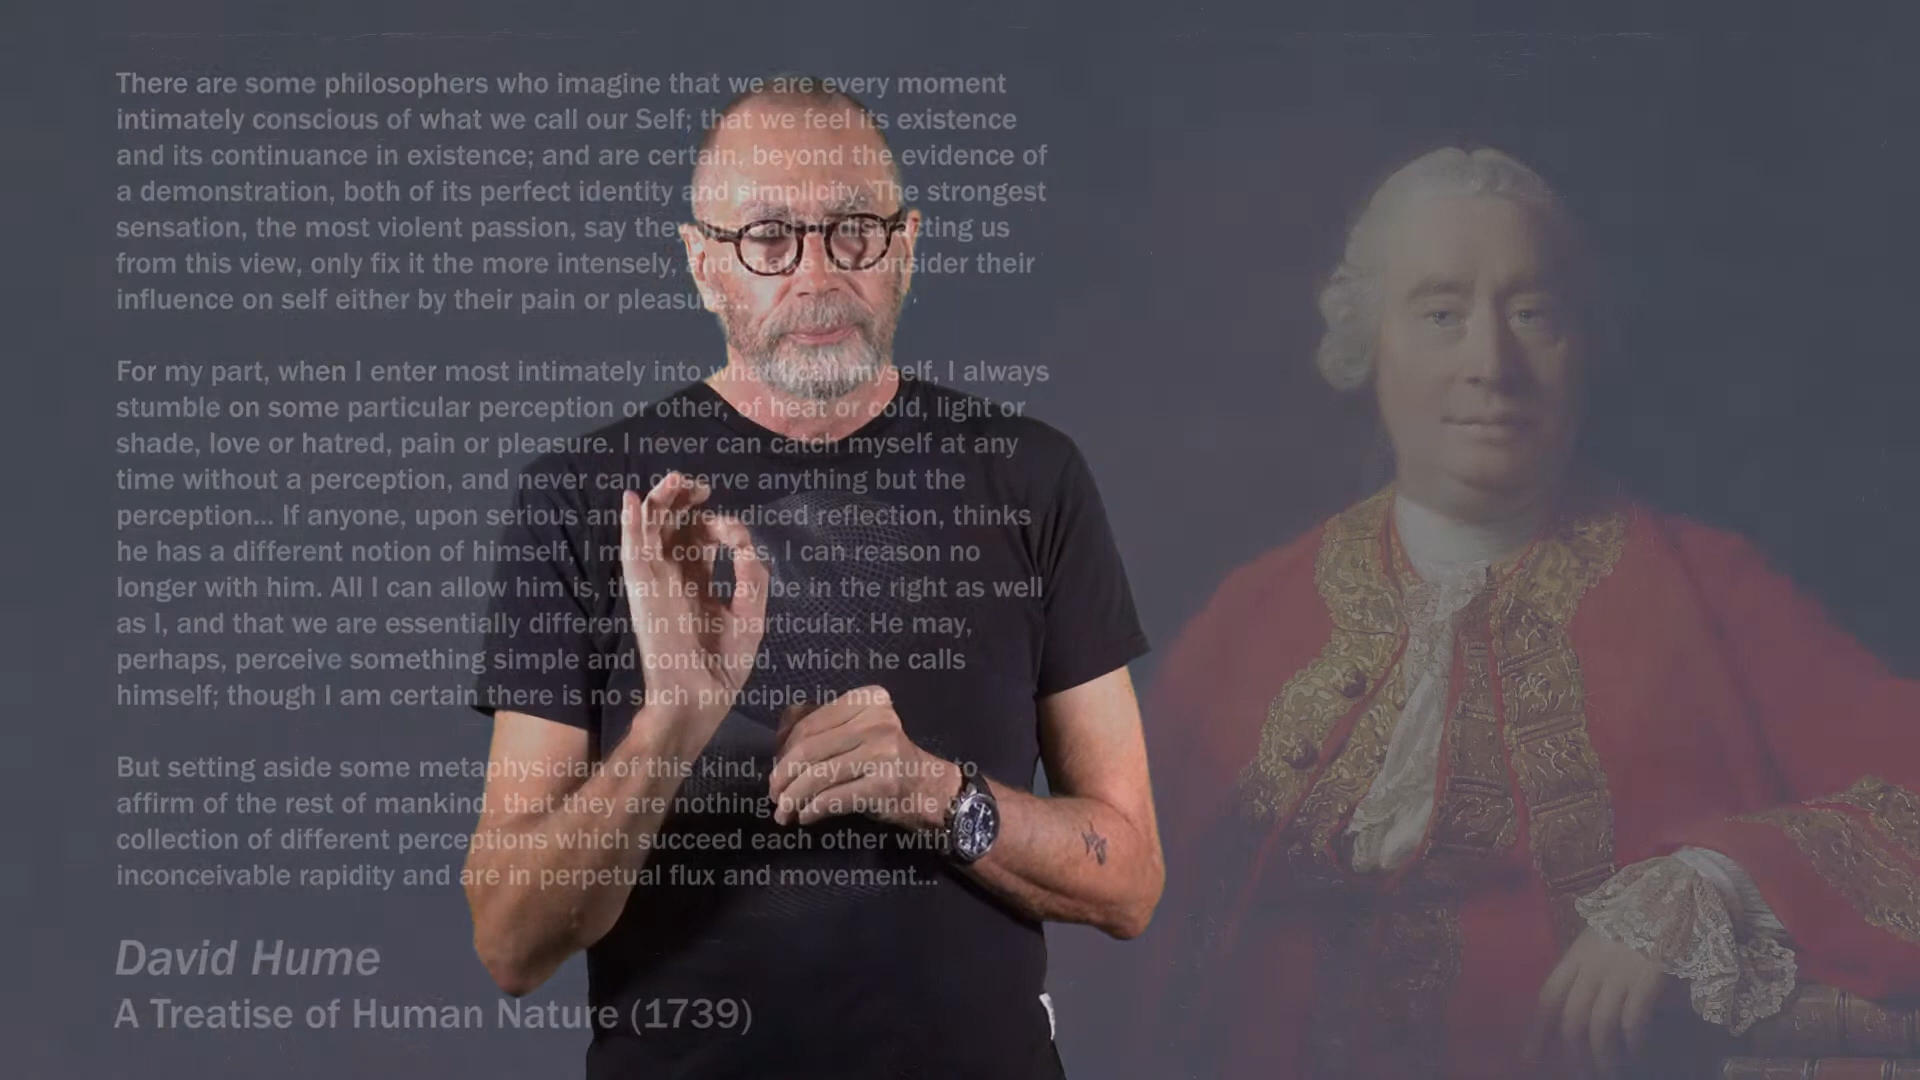 There are some philosophers who imagine that we are every moment
intimately conscious of what we call our Self; that we feel its existence
and its continuance in existence; and are certain, beyond the evidence of
a demonstration, both of its perfect identity and simplicity. The strongest
sensation, the most violent passion, say they, instead of distracting us
from this view, only fix it the more intensely, and make us consider their
influence on self either by their pain or pleasure...
For my part, when I enter most intimately into what I call myself, I always
stumble on some particular perception or other, of heat or cold, light or
shade, love or hatred, pain or pleasure. I never can catch myself at any
time without a perception, and never can observe anything but the
perception... If anyone, upon serious and unprejudiced reflection, thinks
he has a different notion of himself, I must confess, I can reason no
longer with him. All I can allow him is, that he may be in the right as well
as I, and that we are essentially different in this particular. He may,
perhaps, perceive something simple and continued, which he calls
himself; though I am certain there is no such principle in me.
But setting aside some metaphysician of this kind, I may venture to
affirm of the rest of mankind, that they are nothing but a bundle or
collection of different perceptions which succeed each other with
inconceivable rapidity and are in perpetual flux and movement...
David Hume
A Treatise of Human Nature (1739)